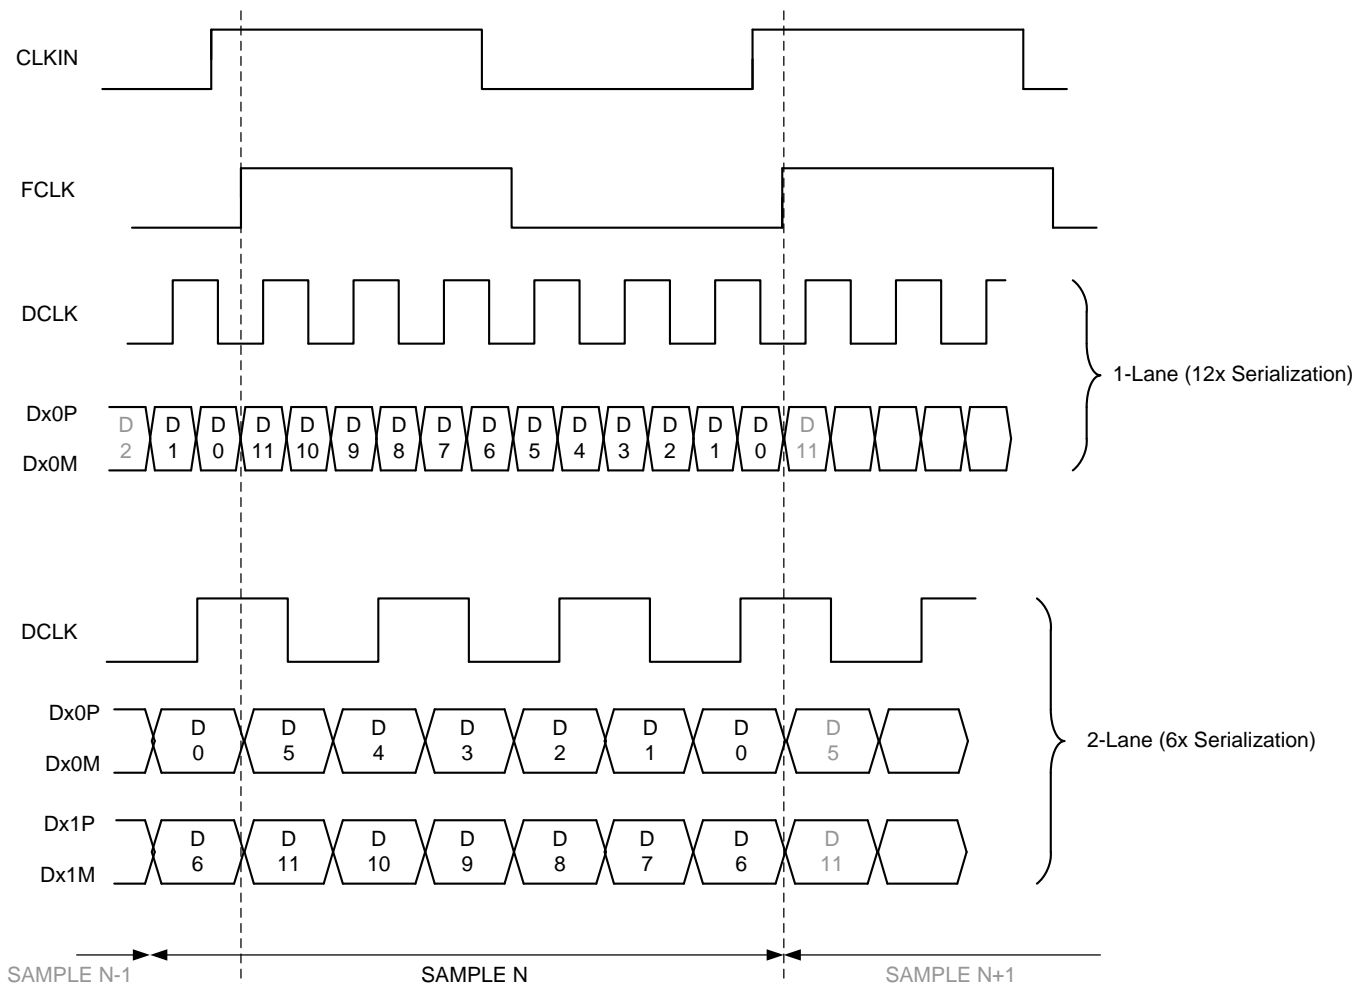 CLKIN
FCLK
DCLK
1-Lane (12x Serialization)
Dx0P
Dx0M
D D D D D D D D D D D D D D D D
2 1 0 11 10 9 8 7 6 5 4 3 2 1 0 11
DCLK
2-Lane (6x Serialization)
Dx0P
Dx0M
D D D D D D D D
0 5 4 3 2 1 0 5
Dx1P
Dx1M
D D D D D D D D
6 11 10 9 8 7 6 11
SAMPLE N-1 SAMPLE N SAMPLE N+1